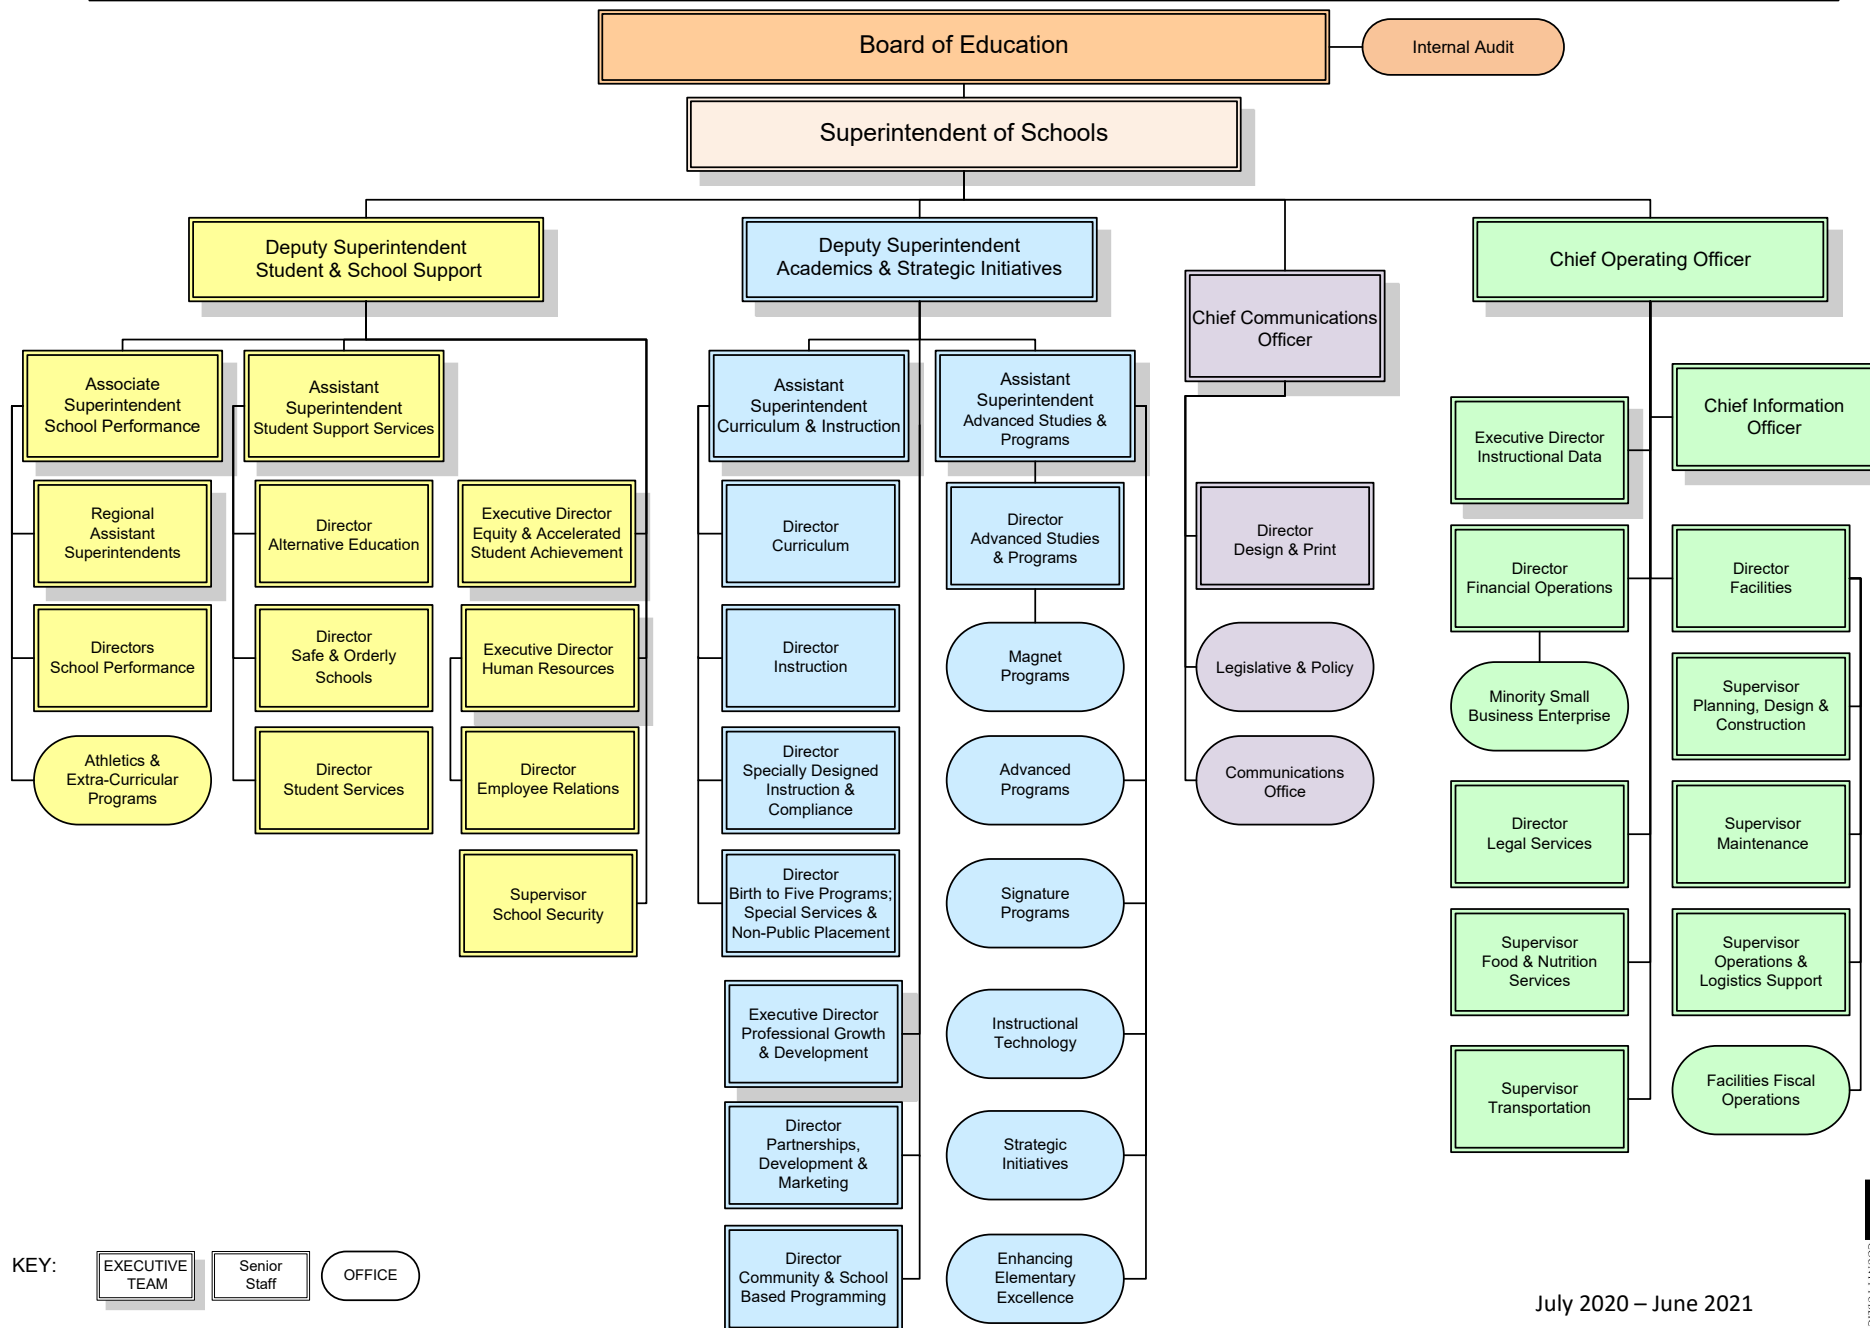 Board of Education
Internal Audit
Superintendent of Schools
Deputy Superintendent
Student & School Support
Deputy Superintendent
Academics & Strategic Initiatives
Chief Communications
Officer
Chief Operating Officer
Associate
Superintendent
School Performance
Assistant
Superintendent
Student Support Services
Assistant
Superintendent
Curriculum & Instruction
Assistant
Superintendent
Advanced Studies &
Programs
Executive Director
Instructional Data
Chief Information
Officer
Regional
Assistant
Superintendents
Director
Alternative Education
Executive Director
Equity & Accelerated
Student Achievement
Director
Curriculum
Director
Advanced Studies
& Programs
Director
Design & Print
Director
Financial Operations
Director
Facilities
Directors
School Performance
Director
Safe & Orderly
Schools
Executive Director
Human Resources
Director
Instruction
Magnet
Programs
Legislative & Policy
Minority Small
Business Enterprise
Supervisor
Planning, Design &
Construction
Athletics &
Extra-Curricular
Programs
Director
Student Services
Director
Employee Relations
Director
Specially Designed
Instruction &
Compliance
Advanced
Programs
Communications
Office
Director
Legal Services
Supervisor
Maintenance
Supervisor
School Security
Director
Birth to Five Programs;
Special Services &
Non-Public Placement
Signature
Programs
Supervisor
Food & Nutrition
Services
Supervisor
Operations &
Logistics Support
Executive Director
Professional Growth
& Development
Instructional
Technology
Supervisor
Transportation
Facilities Fiscal
Operations
Director
Partnerships,
Development &
Marketing
Strategic
Initiatives
Director
Community & School
Based Programming
Enhancing
Elementary
Excellence
KEY:
EXECUTIVE
TEAM
Senior
Staff
OFFICE
July 2020 – June 2021